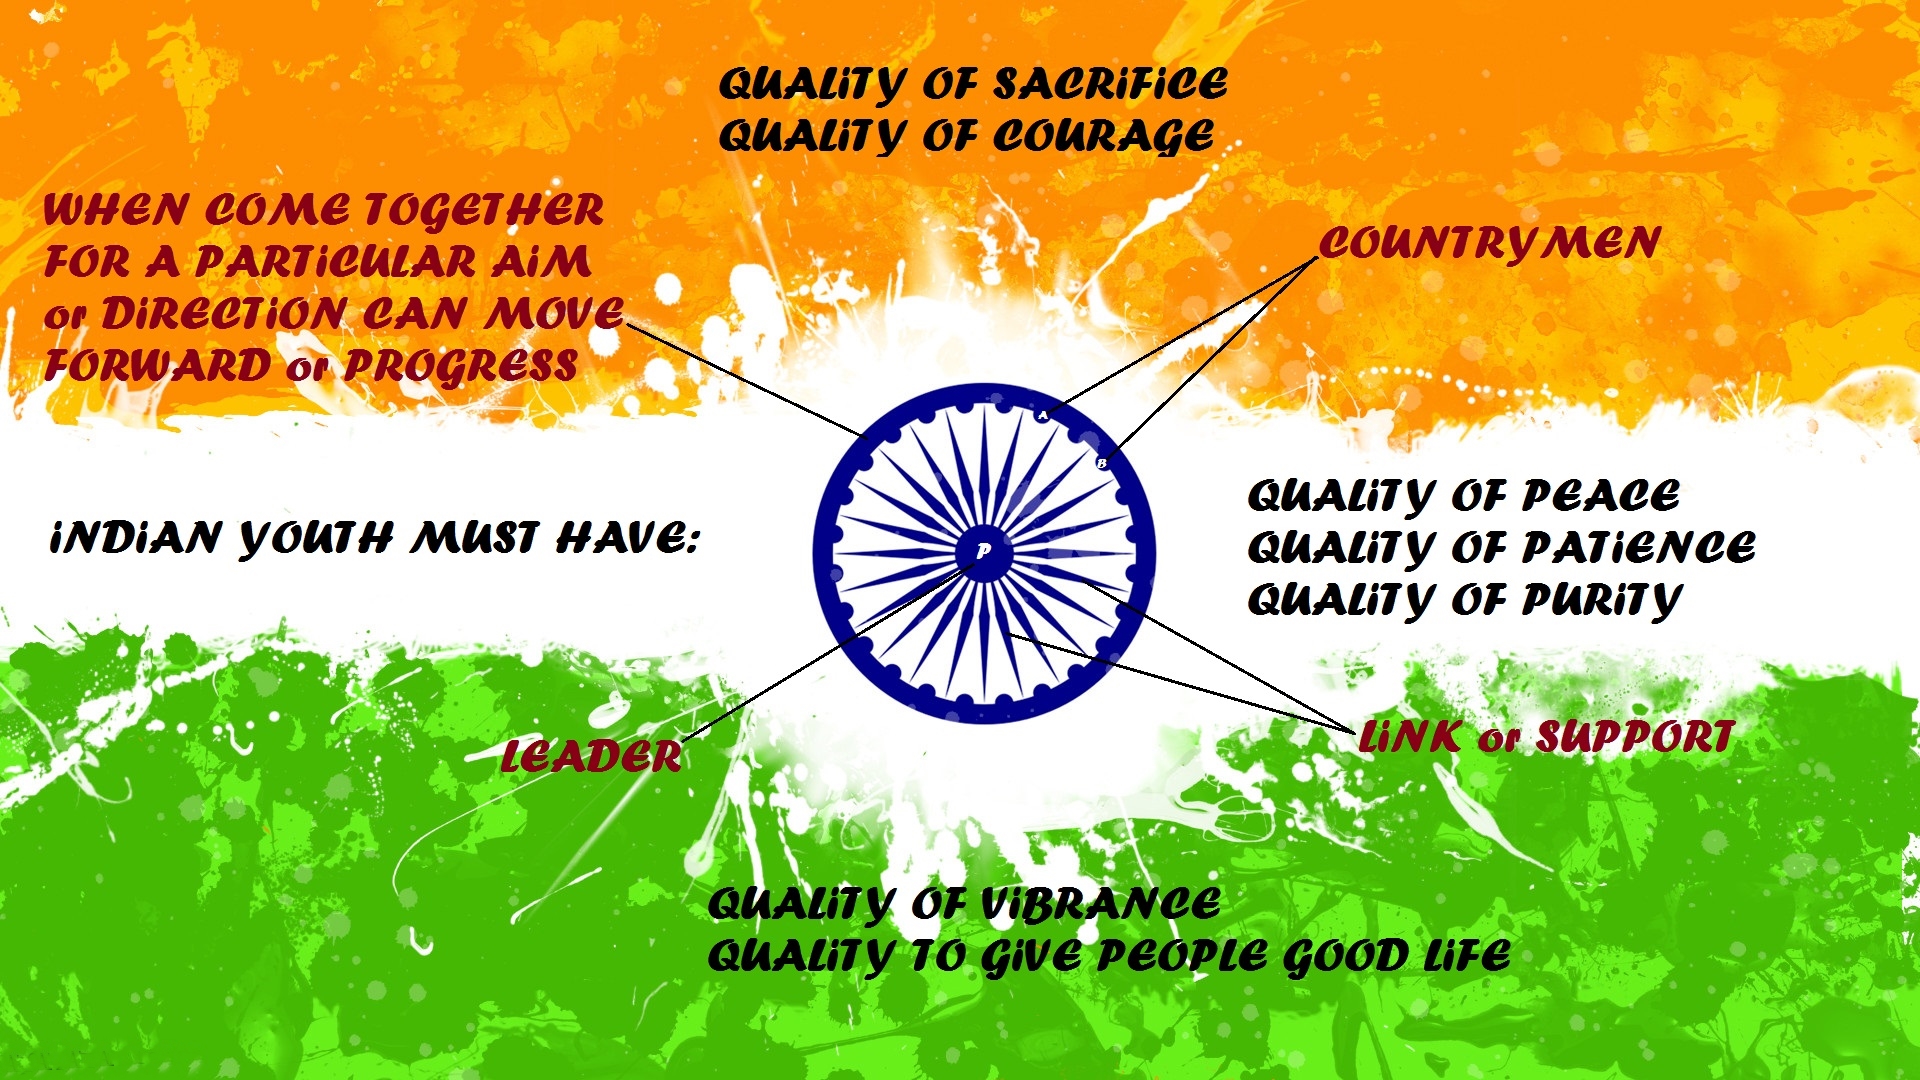 QUALiTY OF SACRiFiCE
QUALiTY OF COURAGE
WHEN COME TOGETHER
FOR A PARTiCULAR AiM
or DiRECTiON CAN MOVE
FORWARD or PROGRESS
COUNTRYMEN
A
B
iNDiAN YOUTH MUST HAVE:
P
QUALiTY OF PEACE
QUALiTY OF PATiENCE
QUALiTY OF PURiTY
LEADER
LiNK or SUPPORT
QUALiTY OF ViBRANCE
QUALiTY TO GiVE PEOPLE GOOD LiFE